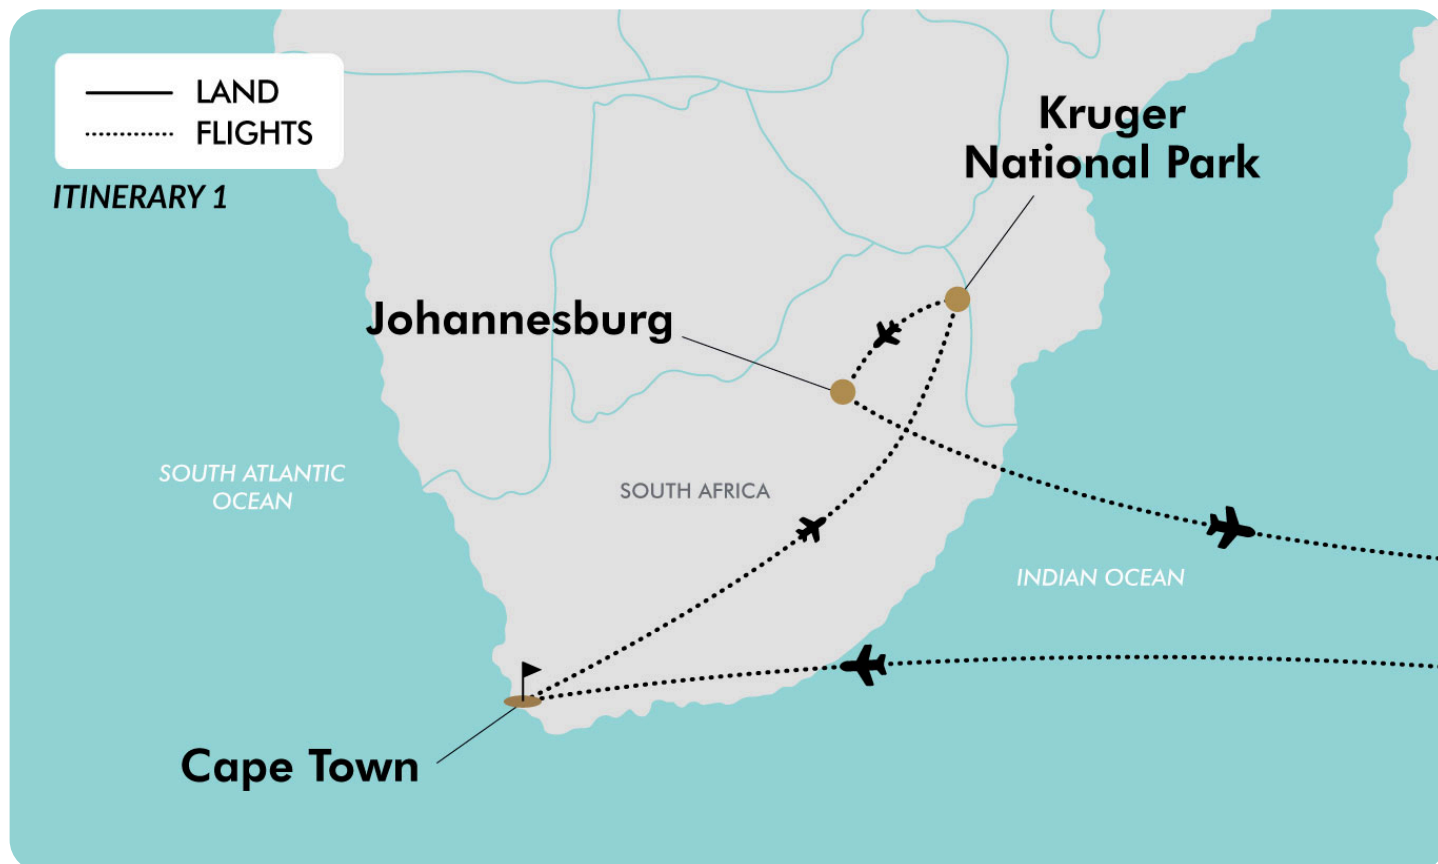 LAND
FLIGHTS
ITINERARY 1
Kruger
National Park
Johannesburg
SOUTH ATLANTIC
OCEAN
SOUTH AFRICA
INDIAN OCEAN
Cape Town